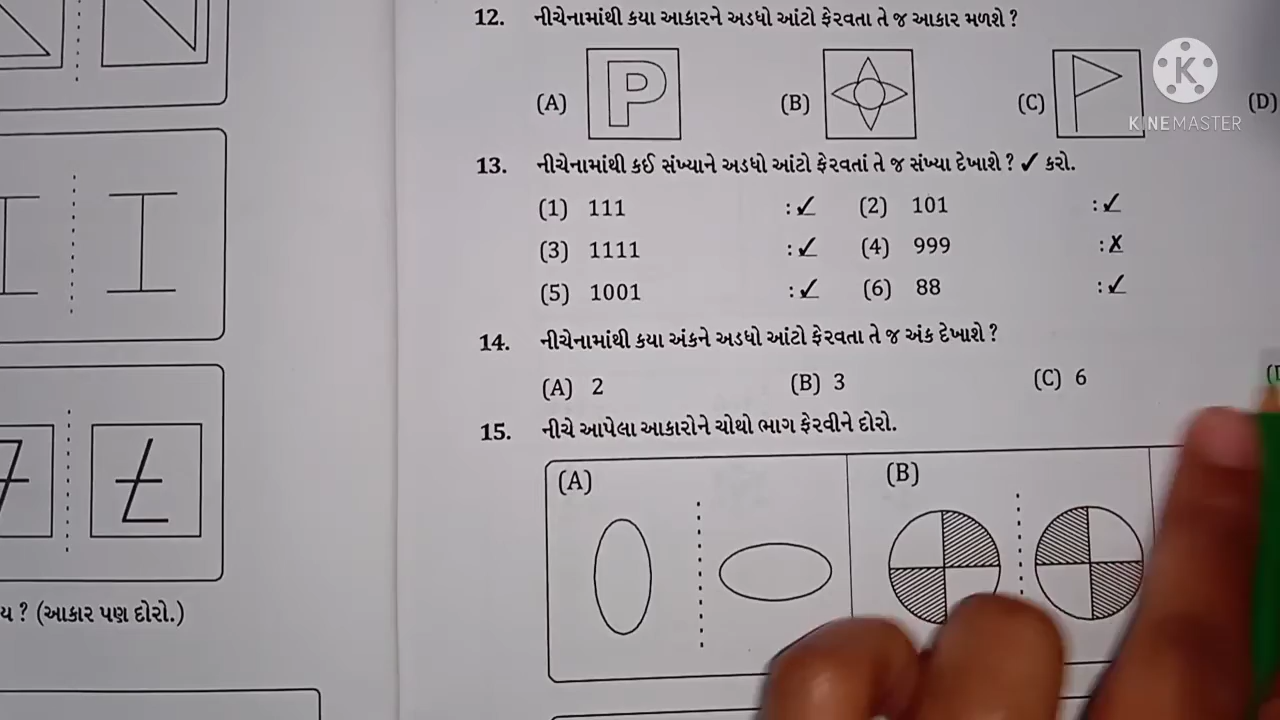 12. નીચેનામાંથી કયા આકારને અડધો આંટો ફેરવતા તે જ આકાર મળશે ?
(A) P (B) (C) (D)
K
KINEMASTER
13. નીચેનામાંથી કઈ સંખ્યાને અડધો આંટો ફેરવતાં તે જ સંખ્યા દેખાશે ? ✓ કરો.
(1) 111 : ✓ (2) 101 : ✓
(3) 1111 : ✓ (4) 999 : ✗
(5) 1001 : ✓ (6) 88 : ✓
14. નીચેનામાંથી કયા અંકને અડધો આંટો ફેરવતા તે જ અંક દેખાશે ?
(A) 2 (B) 3 (C) 6
15. નીચે આપેલા આકારોને ચોથો ભાગ ફેરવીને દોરો.
(A) (B)
ય ? (આકાર પણ દોરો.)